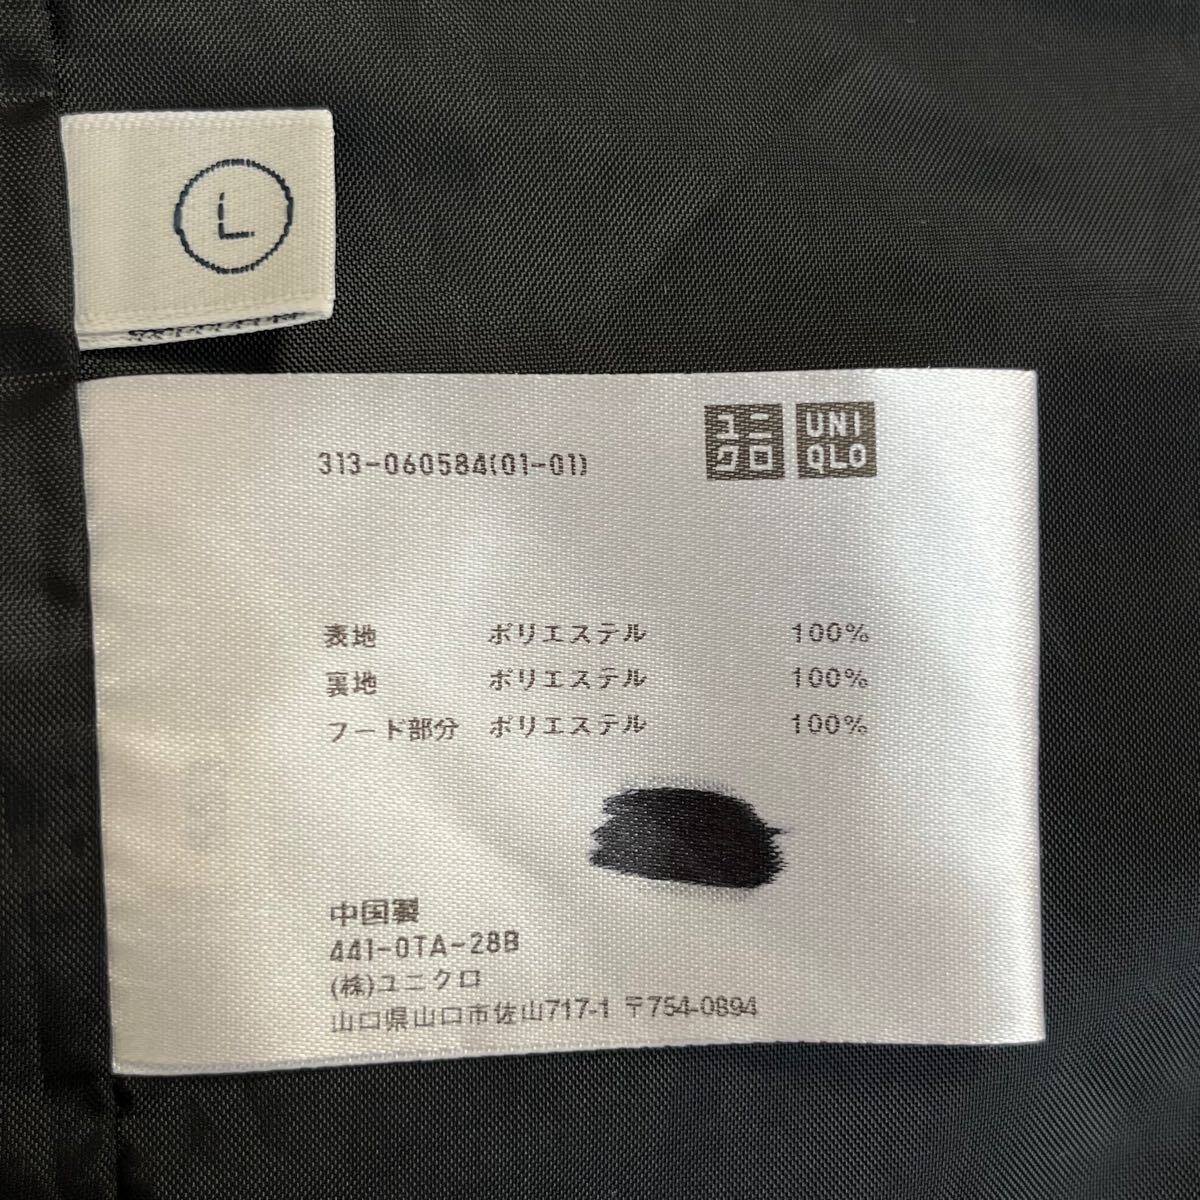 L
313-060584(01-01)
ユニクロ UNIQLO
表地 ポリエステル 100%
裏地 ポリエステル 100%
フード部分 ポリエステル 100%
中国製
441-0TA-28B
(株)ユニクロ
山口県山口市佐山717-1 〒754-0894